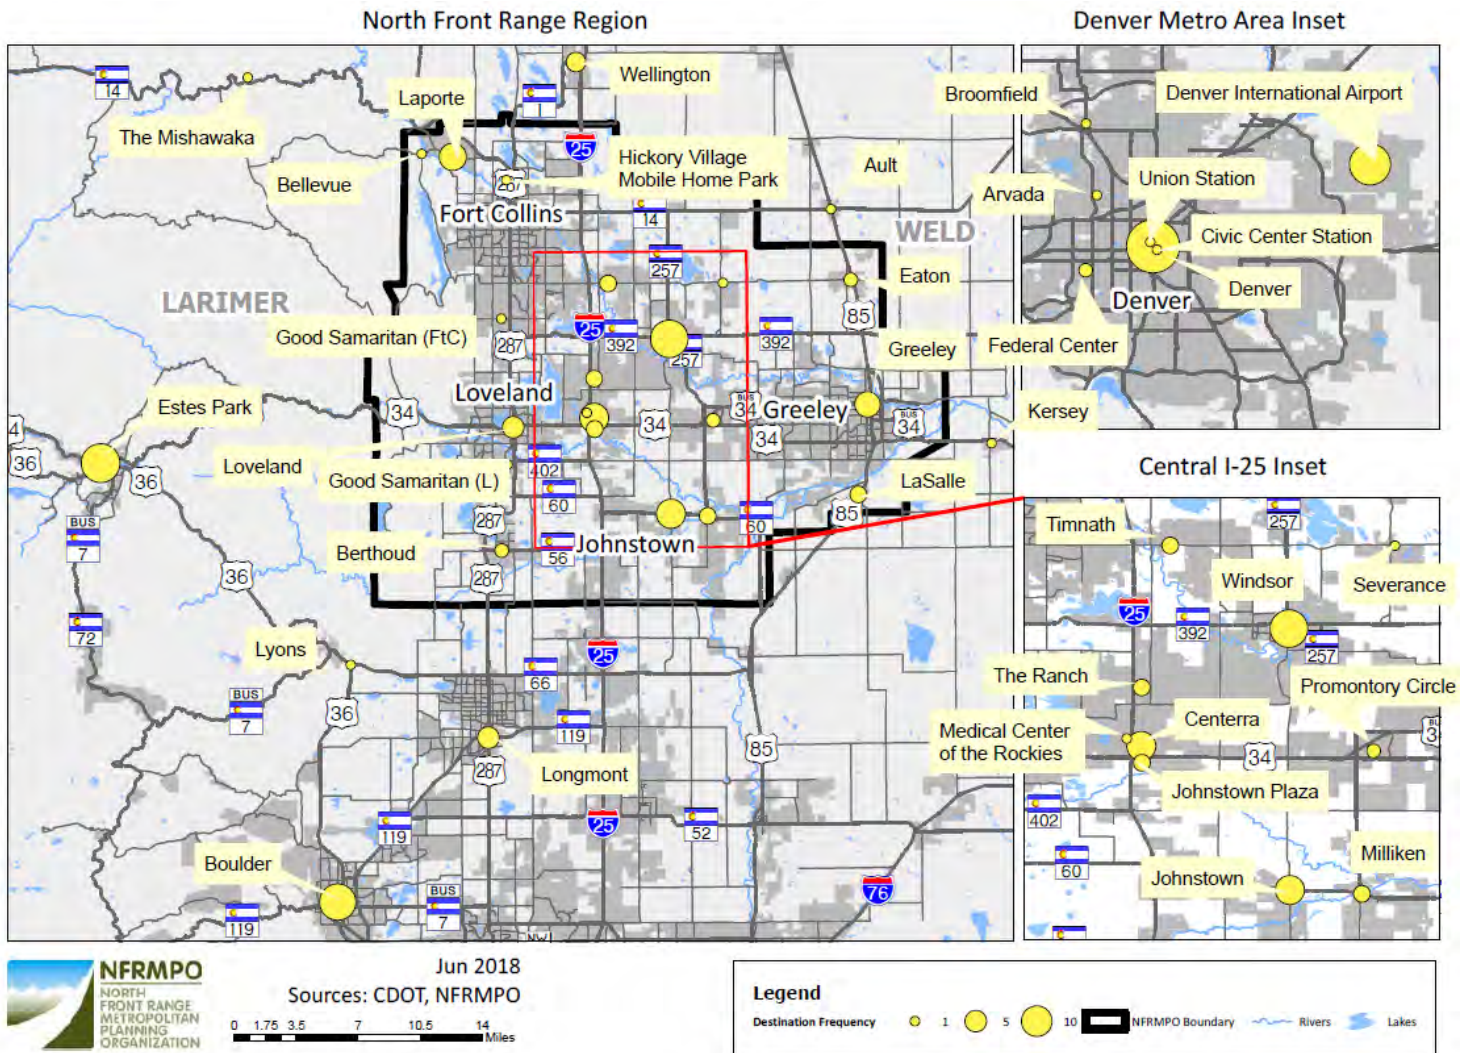 North Front Range Region
Denver Metro Area Inset
14
The Mishawaka
Laporte
Bellevue
Wellington
1
25
Hickory Village
Mobile Home Park
287
Fort Collins
14
Ault
WELD
257
LARIMER
Eaton
85
Good Samaritan (FtC)
287
25
392
257
392
Greeley
Loveland
Estes Park
34
34
BUS
34
34
Greeley
BUS
34
Kersey
36
36
Loveland
402
Good Samaritan (L)
60
LaSalle
BUS
7
287
60
85
Berthoud
56
Johnstown
36
287
72
Lyons
25
66
BUS
7
36
119
85
Longmont
287
119
25
52
Boulder
76
119
BUS
7
NW
Broomfield
Denver International Airport
Arvada
Union Station
Civic Center Station
Denver
Denver
Federal Center
Central I-25 Inset
Timnath
257
Windsor
Severance
25
392
257
The Ranch
Promontory Circle
Medical Center
of the Rockies
Centerra
34
Johnstown Plaza
402
Milliken
60
Johnstown
NFRMPO
NORTH
FRONT RANGE
METROPOLITAN
PLANNING
ORGANIZATION
Jun 2018
Sources: CDOT, NFRMPO
0 1.75 3.5 7 10.5 14
Miles
Legend
Destination Frequency 1 5 10 NFRMPO Boundary Rivers Lakes